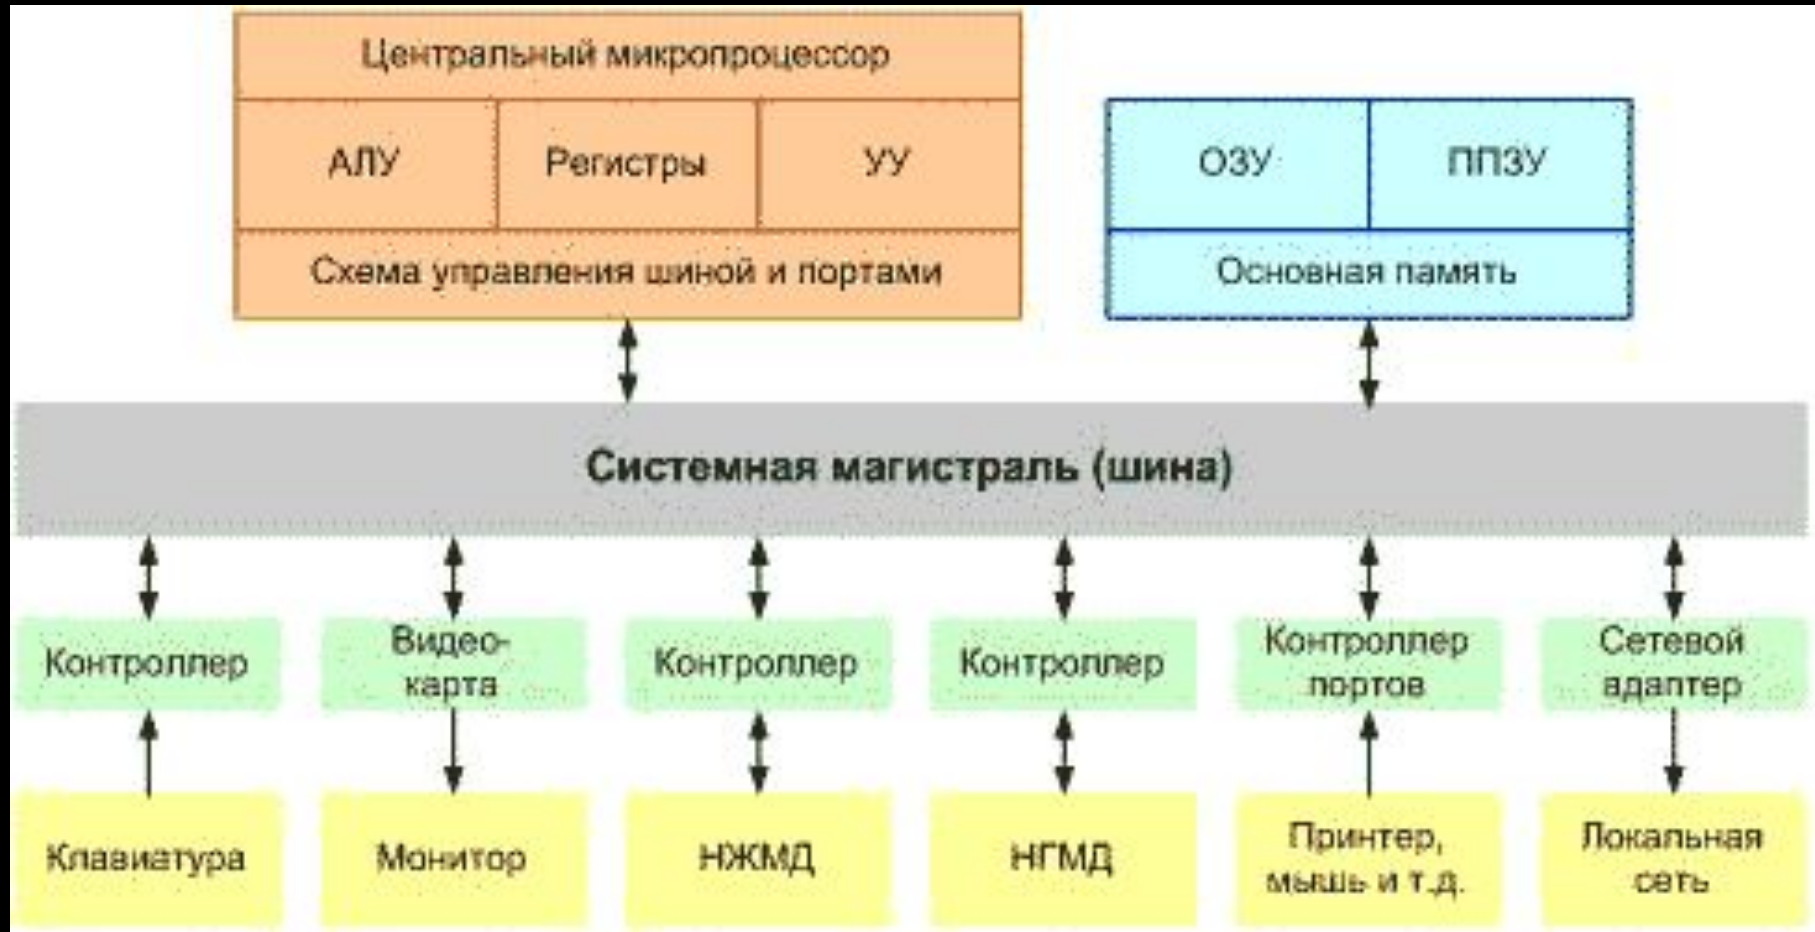 Центральный микропроцессор
АЛУ Регистры УУ
Схема управления шиной и портами
ОЗУ ППЗУ
Основная память
Системная магистраль (шина)
Контроллер
Видео-
карта
Контроллер
Контроллер
Контроллер
портов
Сетевой
адаптер
Клавиатура
Монитор
НЖМД
НГМД
Принтер,
мышь и т.д.
Локальная
сеть